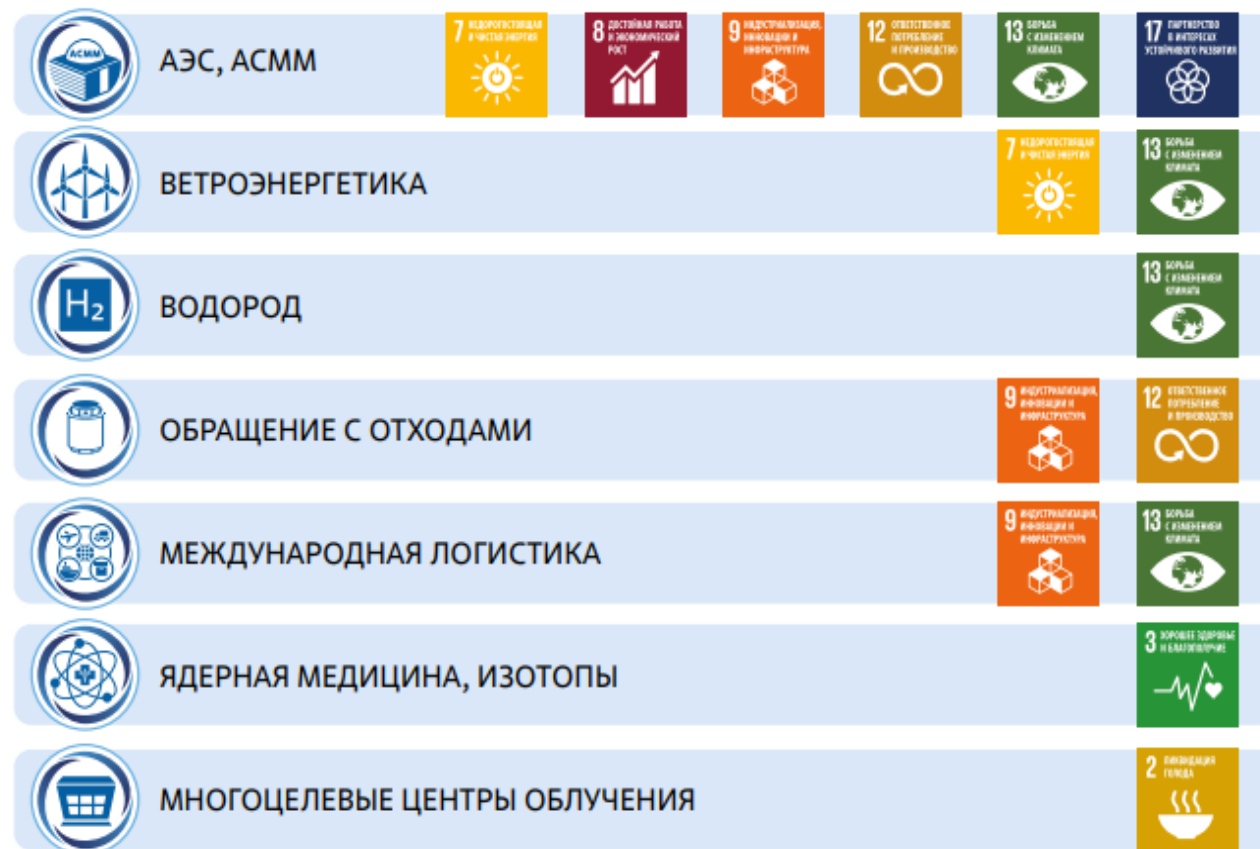 АСММ
АЭС, АСММ
7 НЕДОРОГОСТОЯЩАЯ
И ЧИСТАЯ ЭНЕРГИЯ
8 ДОСТОЙНАЯ РАБОТА
И ЭКОНОМИЧЕСКИЙ
РОСТ
9 ИНДУСТРИАЛИЗАЦИЯ,
ИННОВАЦИИ И
ИНФРАСТРУКТУРА
12 ОТВЕТСТВЕННОЕ
ПОТРЕБЛЕНИЕ
И ПРОИЗВОДСТВО
13 БОРЬБА
С ИЗМЕНЕНИЕМ
КЛИМАТА
17 ПАРТНЕРСТВО
В ИНТЕРЕСАХ
УСТОЙЧИВОГО РАЗВИТИЯ
ВЕТРОЭНЕРГЕТИКА
7 НЕДОРОГОСТОЯЩАЯ
И ЧИСТАЯ ЭНЕРГИЯ
13 БОРЬБА
С ИЗМЕНЕНИЕМ
КЛИМАТА
H₂
ВОДОРОД
13 БОРЬБА
С ИЗМЕНЕНИЕМ
КЛИМАТА
ОБРАЩЕНИЕ С ОТХОДАМИ
9 ИНДУСТРИАЛИЗАЦИЯ,
ИННОВАЦИИ И
ИНФРАСТРУКТУРА
12 ОТВЕТСТВЕННОЕ
ПОТРЕБЛЕНИЕ
И ПРОИЗВОДСТВО
МЕЖДУНАРОДНАЯ ЛОГИСТИКА
9 ИНДУСТРИАЛИЗАЦИЯ,
ИННОВАЦИИ И
ИНФРАСТРУКТУРА
13 БОРЬБА
С ИЗМЕНЕНИЕМ
КЛИМАТА
ЯДЕРНАЯ МЕДИЦИНА, ИЗОТОПЫ
3 ХОРОШЕЕ ЗДОРОВЬЕ
И БЛАГОПОЛУЧИЕ
МНОГОЦЕЛЕВЫЕ ЦЕНТРЫ ОБЛУЧЕНИЯ
2 ЛИКВИДАЦИЯ
ГОЛОДА